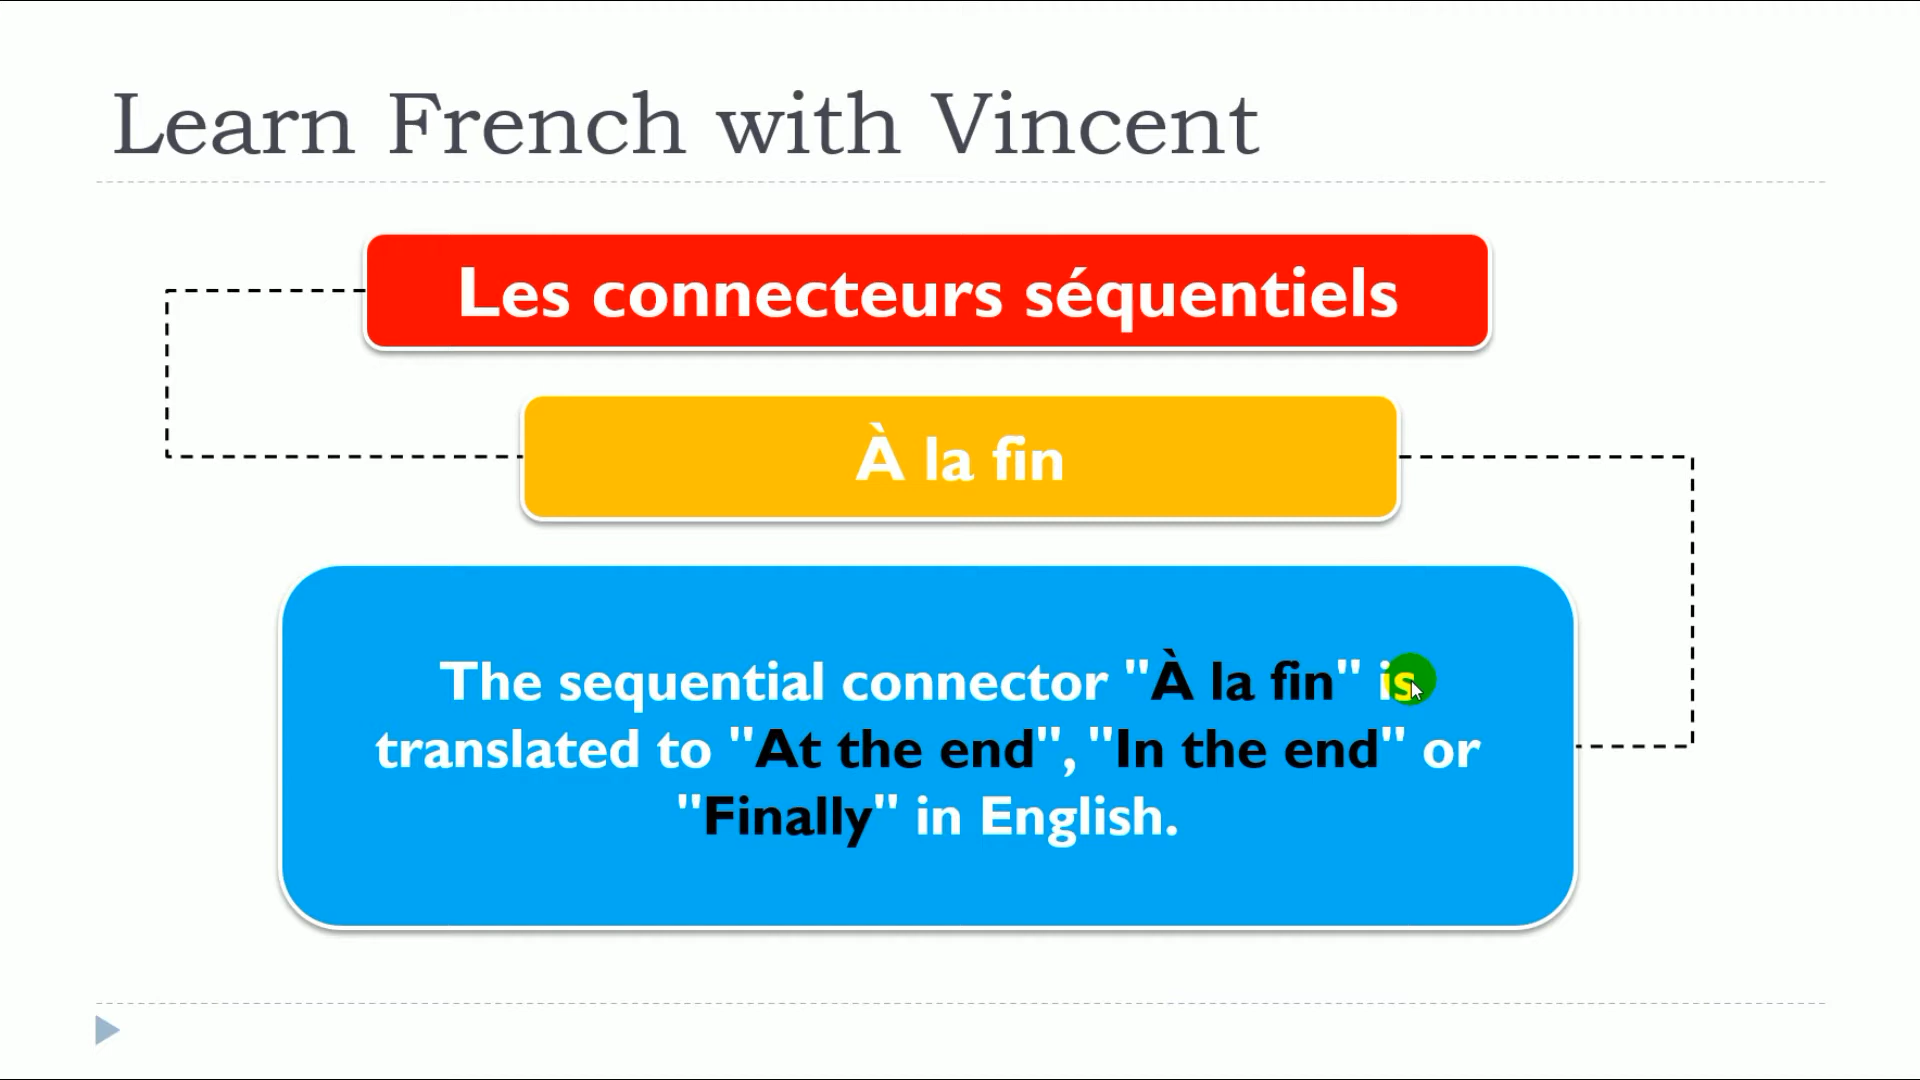 Learn French with Vincent
Les connecteurs séquentiels
À la fin
The sequential connector "À la fin" is
translated to "At the end", "In the end" or
"Finally" in English.